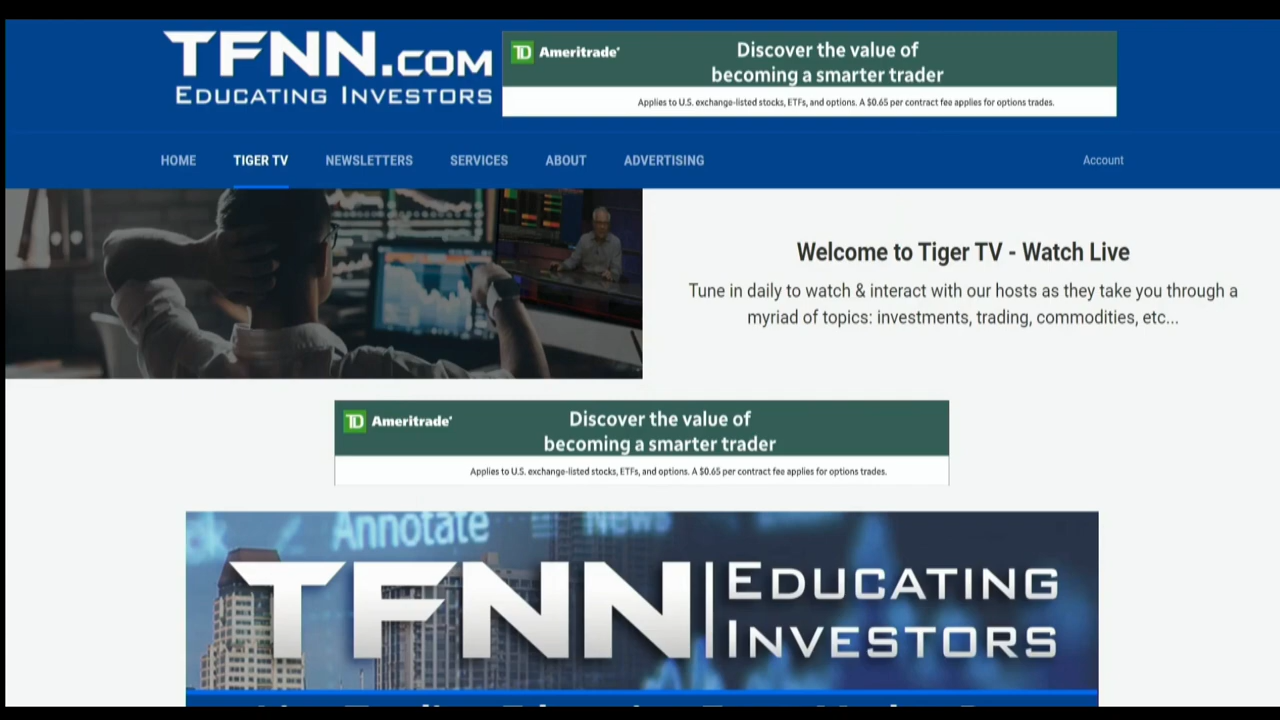 TFNN.COM
EDUCATING INVESTORS
TD Ameritrade
Discover the value of
becoming a smarter trader
Applies to U.S. exchange-listed stocks, ETFs, and options. A $0.65 per contract fee applies for options trades.
HOME TIGER TV NEWSLETTERS SERVICES ABOUT ADVERTISING Account
Welcome to Tiger TV - Watch Live
Tune in daily to watch & interact with our hosts as they take you through a
myriad of topics: investments, trading, commodities, etc...
TD Ameritrade
Discover the value of
becoming a smarter trader
Applies to U.S. exchange-listed stocks, ETFs, and options. A $0.65 per contract fee applies for options trades.
Annotate News
TFNN EDUCATING
INVESTORS